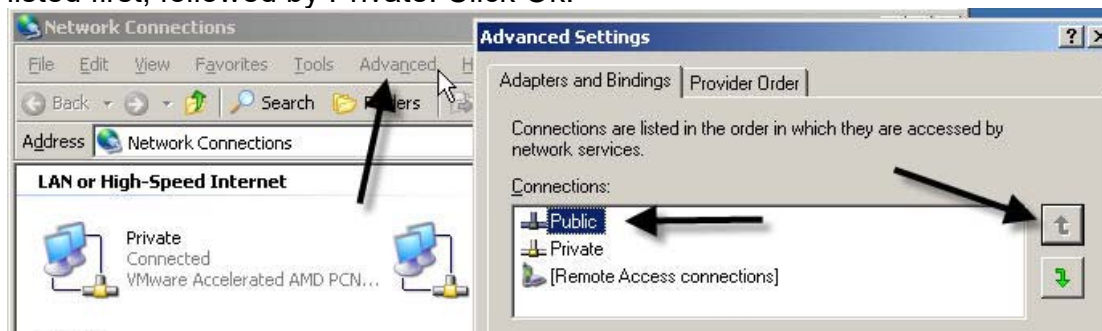 listed first, followed by Private. Click OK.
Network Connections
File Edit View Favorites Tools Advanced H
Back Search
Address Network Connections
LAN or High-Speed Internet
Private
Connected
VMware Accelerated AMD PCN...
Advanced Settings
Adapters and Bindings Provider Order
Connections are listed in the order in which they are accessed by
network services.
Connections:
Public
Private
[Remote Access connections]